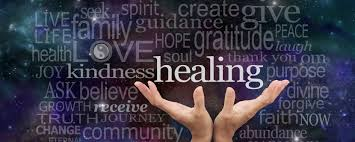 seek spirit create give
family guidance PEACE
LIFE
health LOVE HOPE gratitude laugh
soul thank you om
JOY kindness healing purpose
ASK believe divine
GROWTH receive forgive
TRUTH JOURNEY faith NOW
CHANGE community abundance
ETERNAL